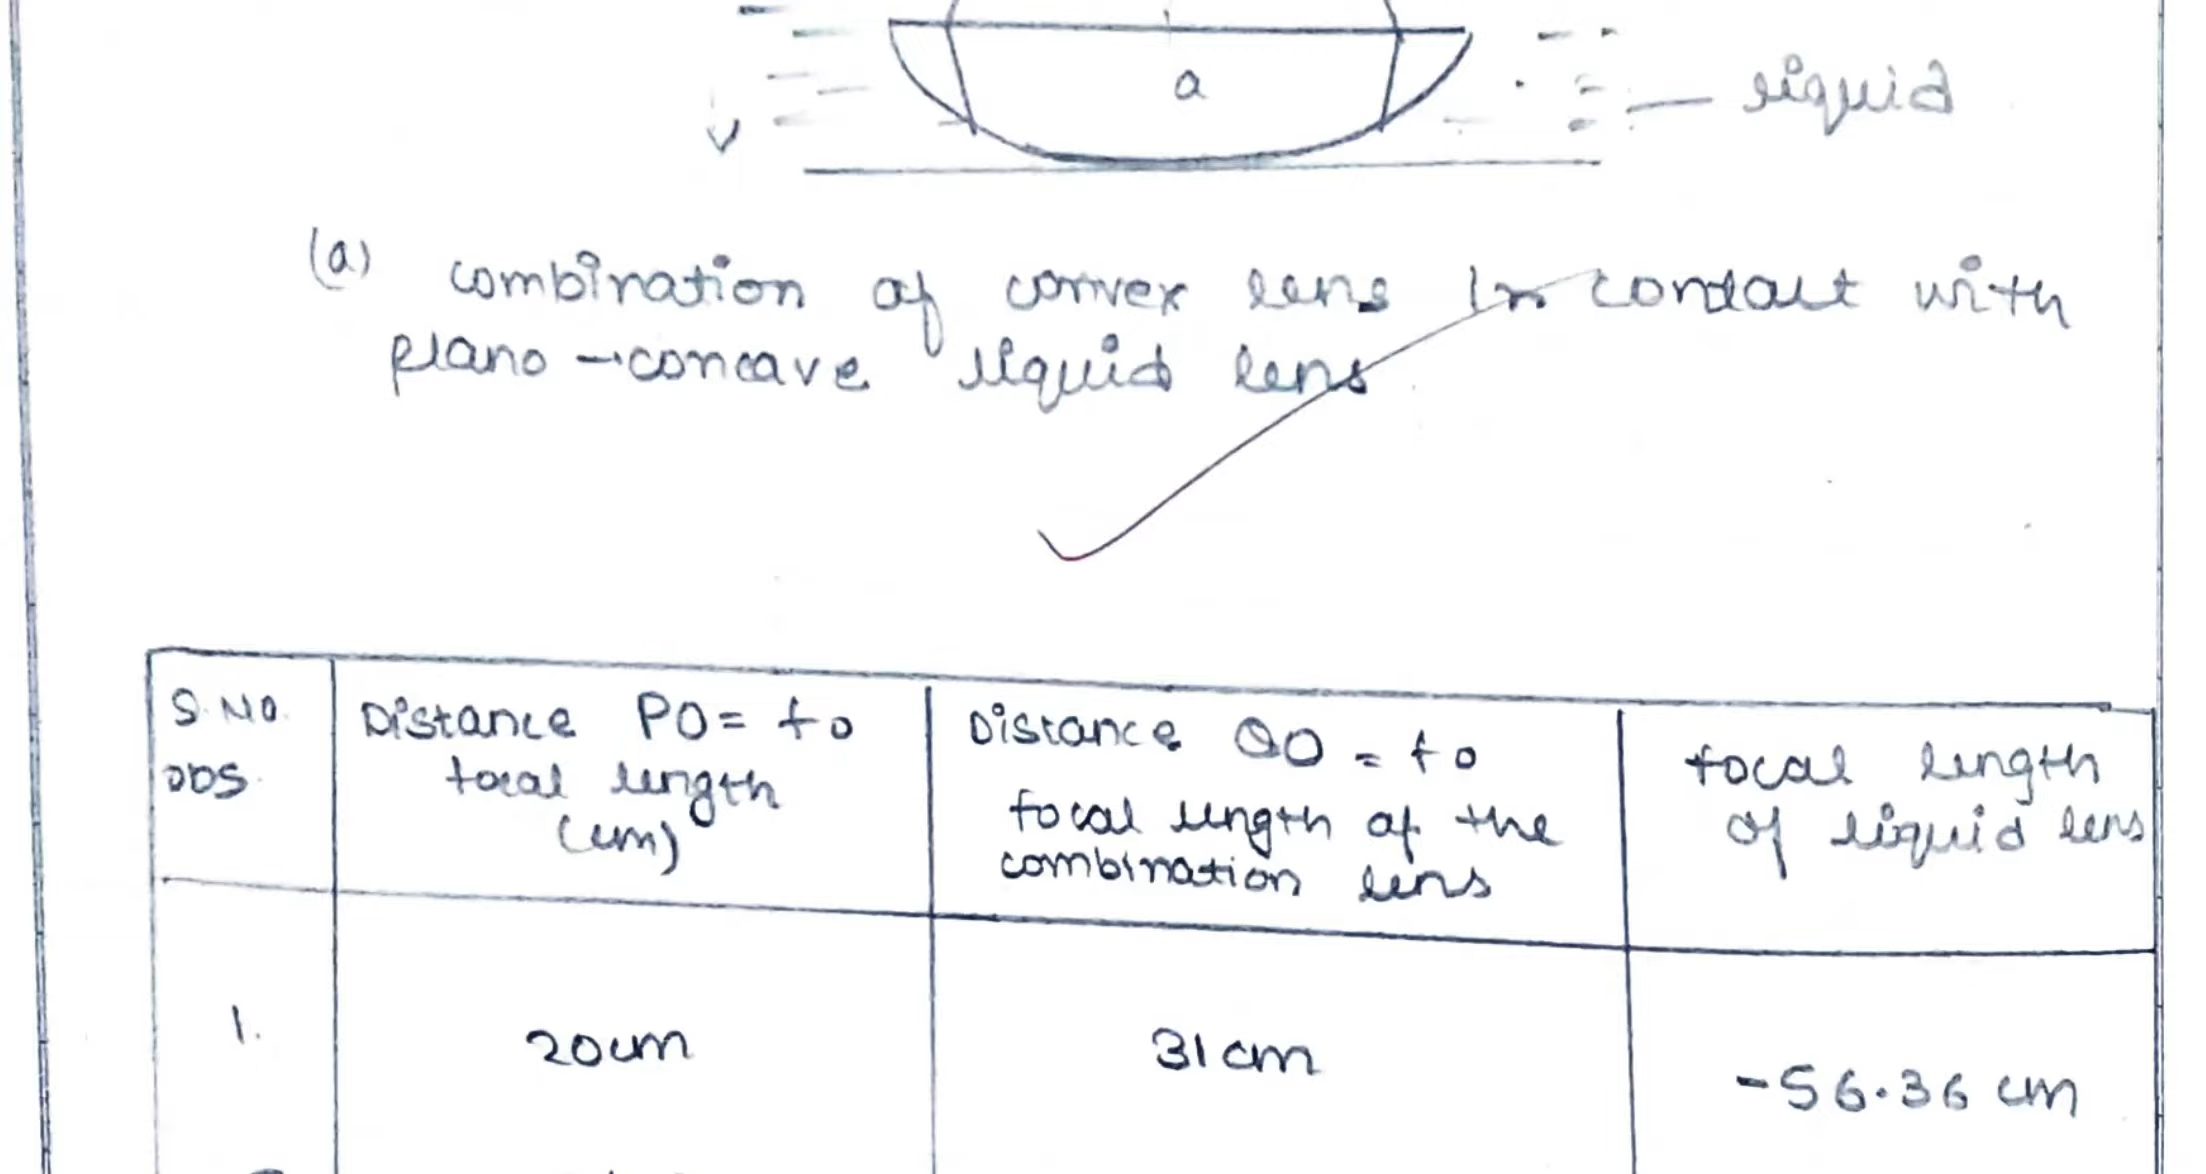 a
liquid
(a) combination of convex lens In contact with
plano-concave liquid lens
S.NO.
OBS.
Distance PO = fo
focal length
(cm)
Distance QO = fo
focal length of the
combination lens
focal length
of liquid lens
1.
20cm
31cm
-56.36 cm